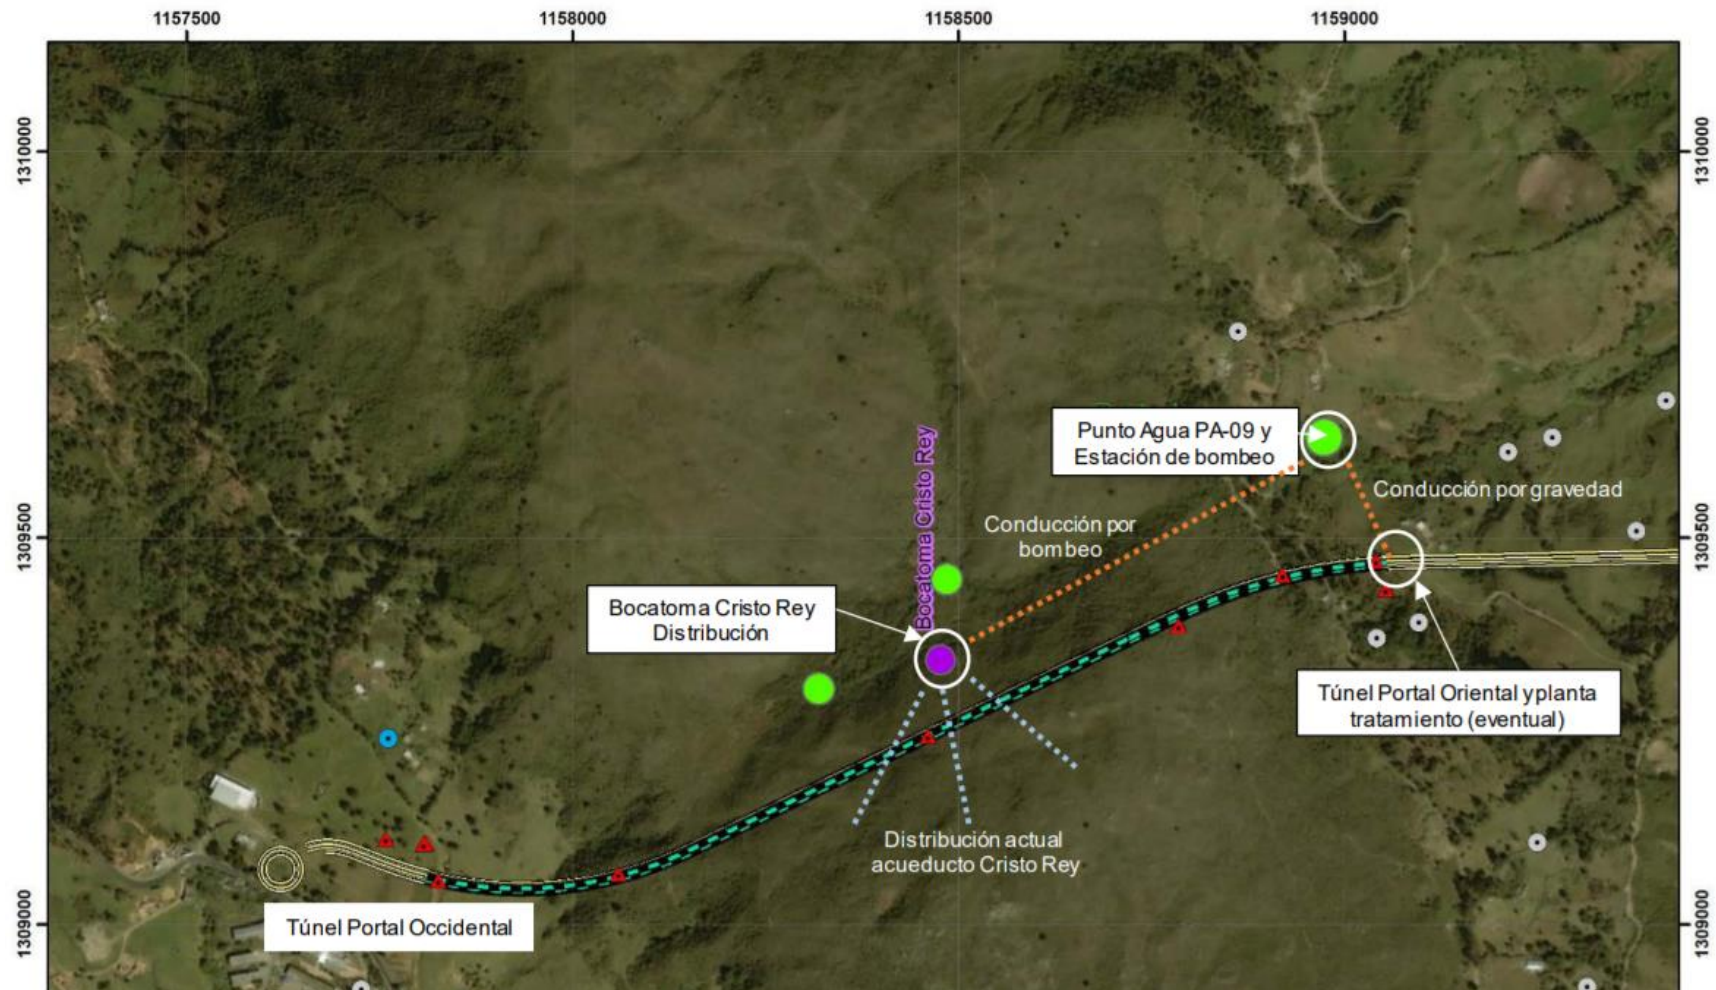 1157500
1158000
1158500
1159000
1310000
1310000
Punto Agua PA-09 y
Estación de bombeo
Conducción por gravedad
Bocatoma Cristo Rey
Conducción por
bombeo
1309500
1309500
Bocatoma Cristo Rey
Distribución
Túnel Portal Oriental y planta
tratamiento (eventual)
Distribución actual
acueducto Cristo Rey
Túnel Portal Occidental
1309000
1309000